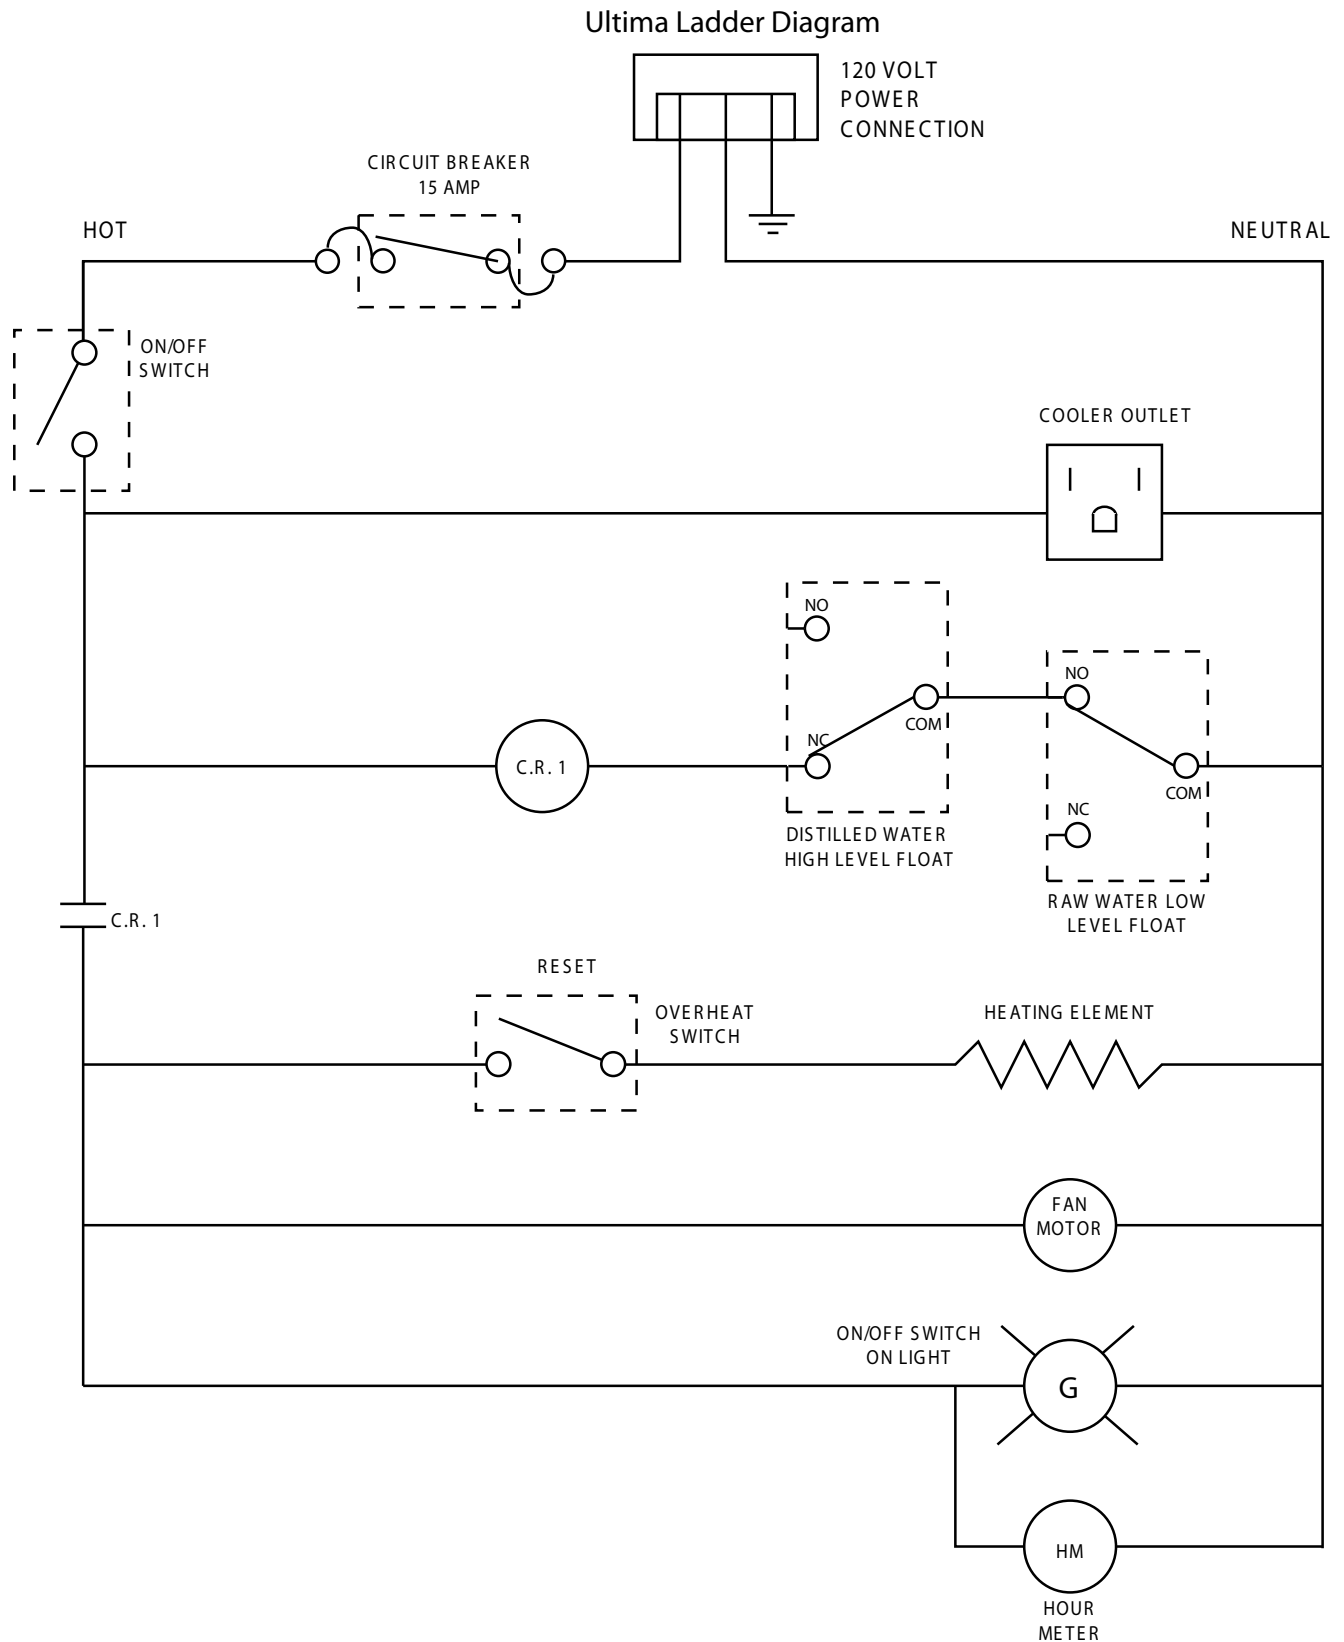 Ultima Ladder Diagram
120 VOLT
POWER
CONNECTION
CIRCUIT BREAKER
15 AMP
HOT
NEUTRAL
ON/OFF
SWITCH
COOLER OUTLET
NO
NO
COM
NC
C.R. 1
COM
NC
DISTILLED WATER
HIGH LEVEL FLOAT
RAW WATER LOW
LEVEL FLOAT
C.R. 1
RESET
OVERHEAT
SWITCH
HEATING ELEMENT
FAN
MOTOR
ON/OFF SWITCH
ON LIGHT
G
HM
HOUR
METER